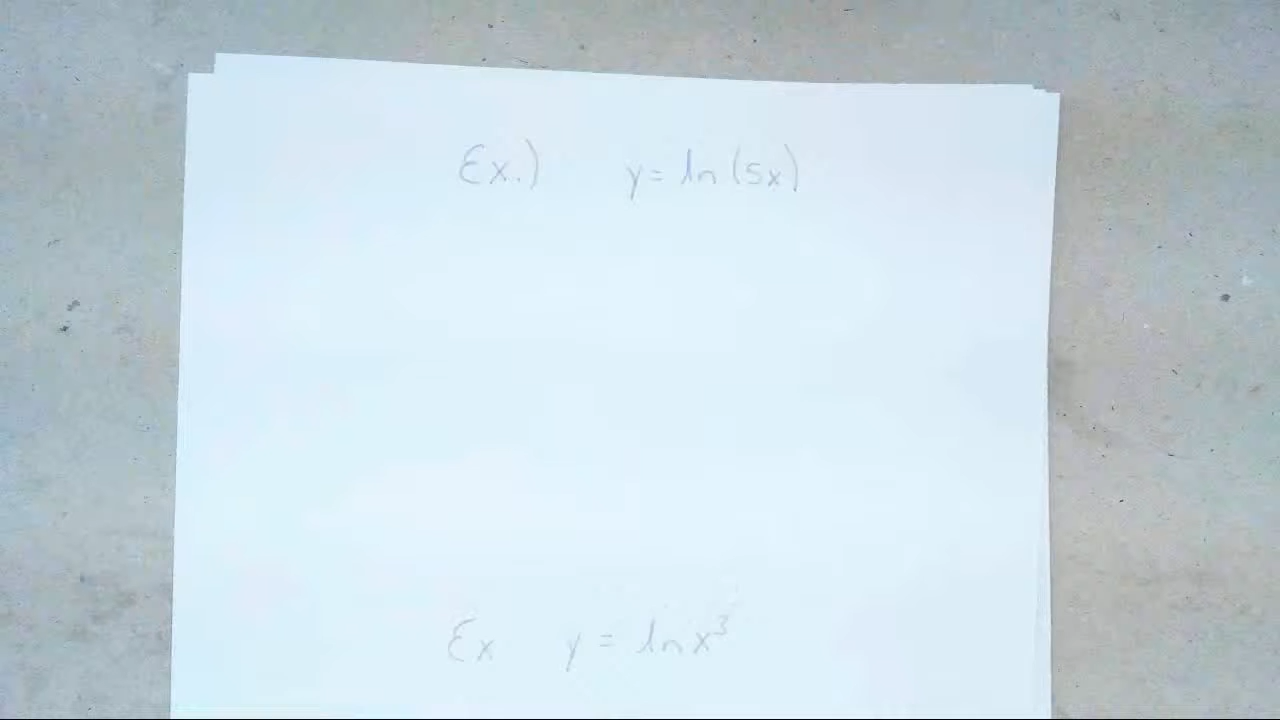 Ex.) y = ln (5x)
Ex y = ln x³